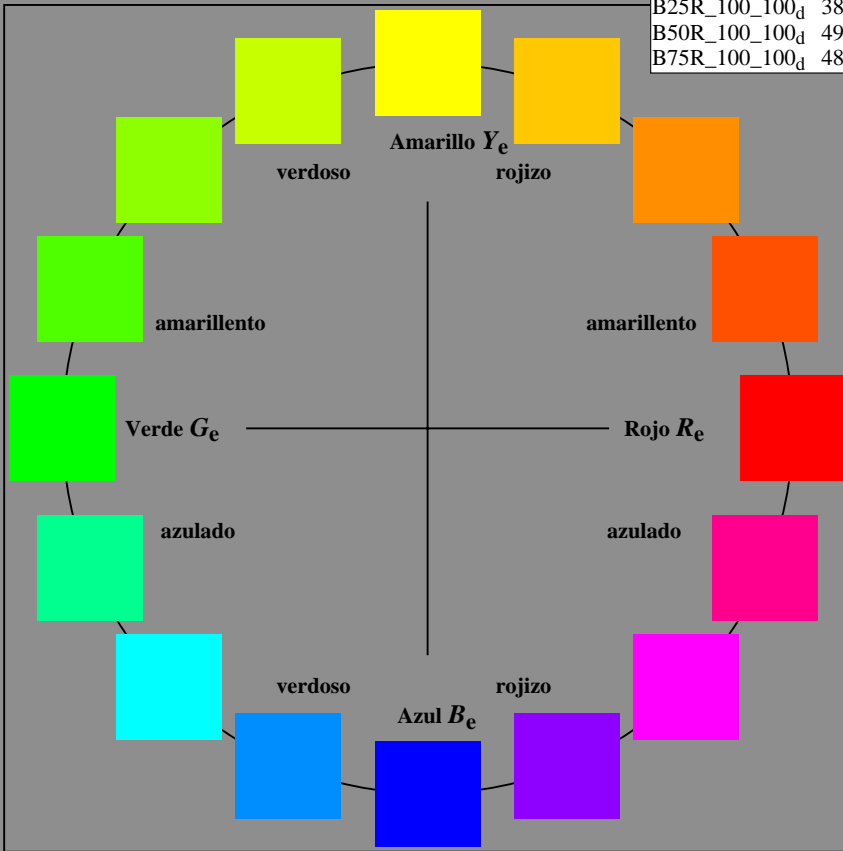 B25R_100_100d 38
B50R_100_100d 49
B75R_100_100d 48
Amarillo Ye
verdoso rojizo
amarillento amarillento
Verde Ge Rojo Re
azulado azulado
verdoso rojizo
Azul Be